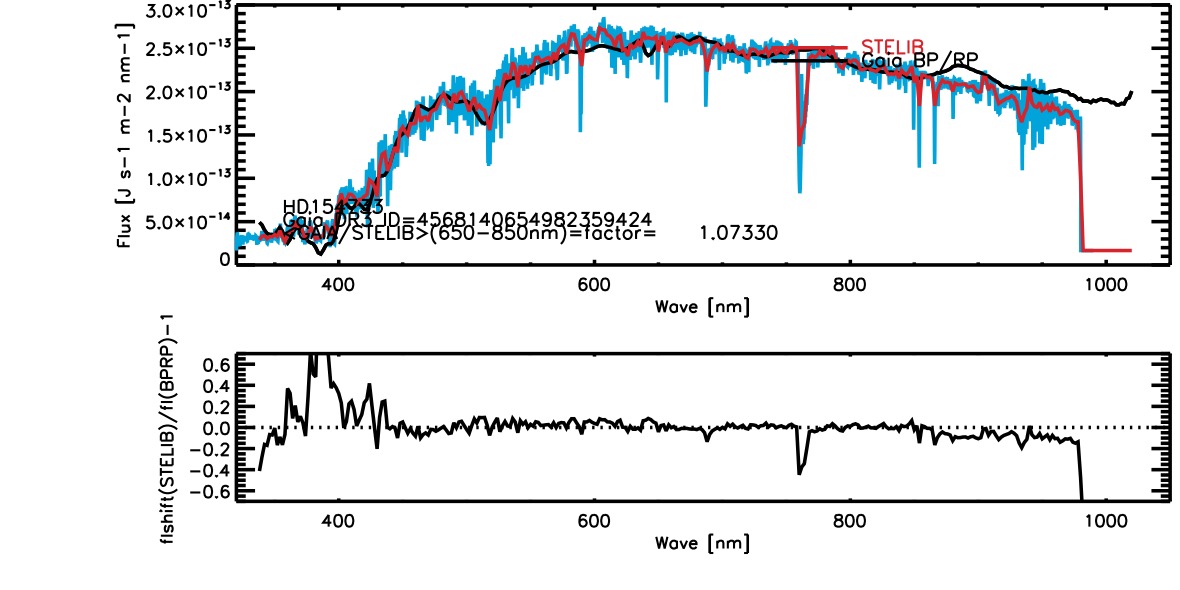 3.0×10−13
2.5×10−13
2.0×10−13
1.5×10−13
1.0×10−13
5.0×10−14
0
Flux [J s−1 m−2 nm−1]
STELIB
Gaia BP/RP
Gaia DR3 ID=4568140654982359424
<GAIA/STELIB>(650−850nm)=factor= 1.07330
400 600 800 1000
Wave [nm]
0.6
0.4
0.2
0.0
−0.2
−0.4
−0.6
flshift(STELIB)/fl(BPRP)−1
400 600 800 1000
Wave [nm]